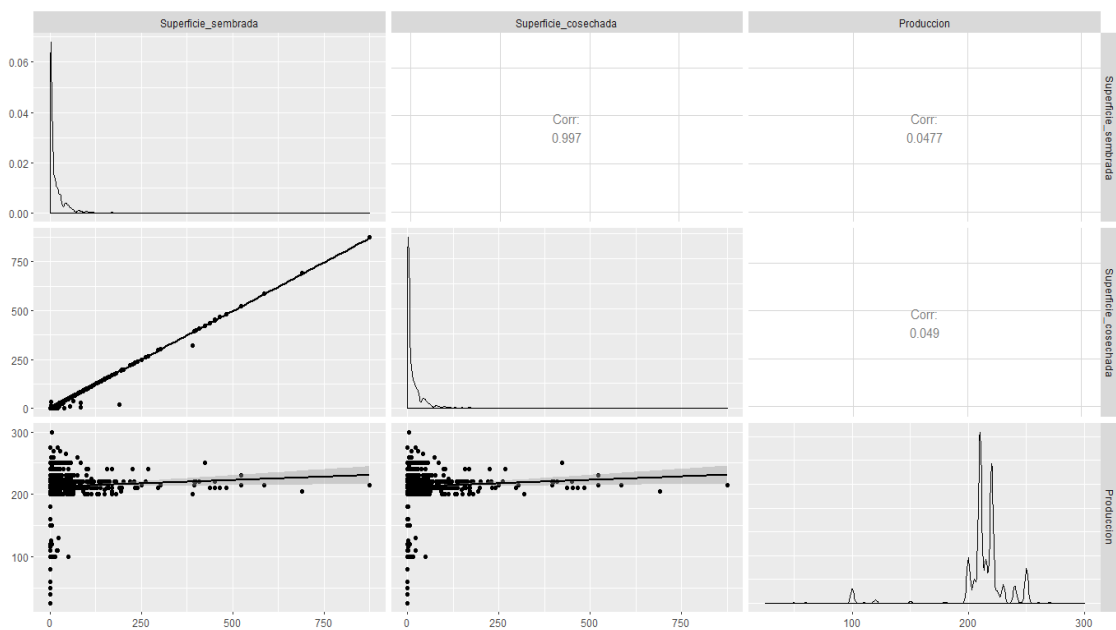 Superficie_sembrada
Superficie_cosechada
Produccion
0.06
0.04
0.02
0.00
Corr:
0.997
Corr:
0.0477
Superficie_sembrada
750
500
250
0
Corr:
0.049
Superficie_cosechada
300
200
100
Produccion
0
250
500
750
0
250
500
750
100
200
300